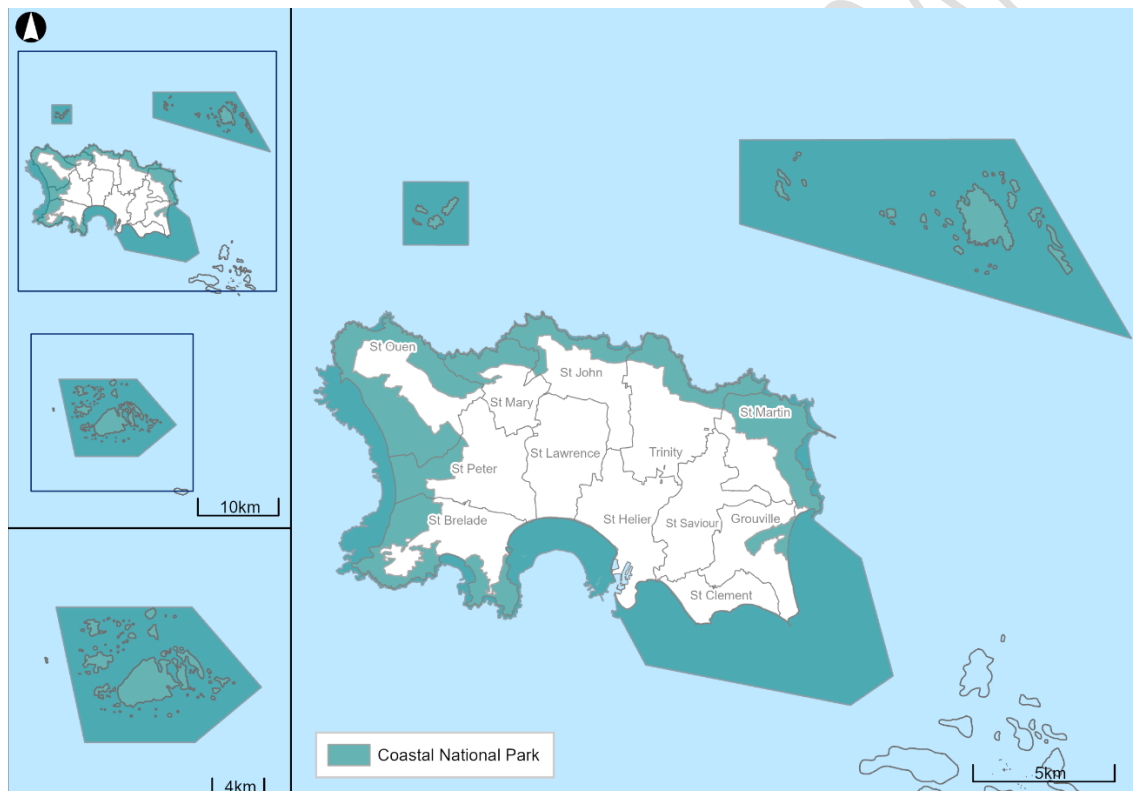 10km
4km
St Ouen
St John
St Mary
St Martin
St Lawrence
Trinity
St Peter
St Brelade
St Helier
St Saviour
Grouville
St Clement
Coastal National Park
5km